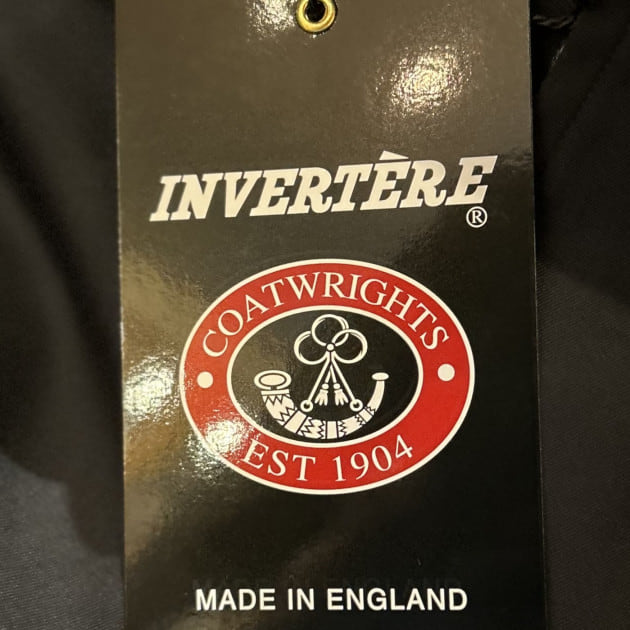 INVERTÈRE
®
COATWRIGHTS
EST 1904
MADE IN ENGLAND